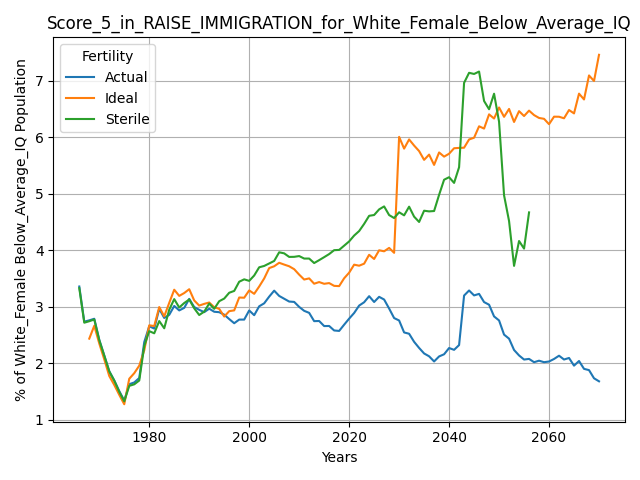 Score_5_in_RAISE_IMMIGRATION_for_White_Female_Below_Average_IQ
% of White_Female Below_Average_IQ Population
Fertility
Actual
Ideal
Sterile
7
6
5
4
3
2
1
1980 2000 2020 2040 2060
Years